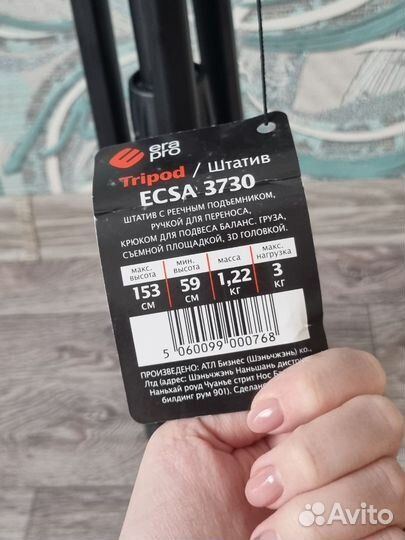 era
pro
Tripod / Штатив
ECSA 3730
ШТАТИВ С РЕЕЧНЫМ ПОДЪЕМНИКОМ,
РУЧКОЙ ДЛЯ ПЕРЕНОСА,
КРЮКОМ ДЛЯ ПОДВЕСА БАЛАНС. ГРУЗА,
СЪЕМНОЙ ПЛОЩАДКОЙ, 3D ГОЛОВКОЙ.
макс. высота мин. высота масса макс. нагрузка
153 СМ 59 СМ 1,22 КГ 3 КГ
5 060099 000768
ПРОИЗВЕДЕНО: АТЛ Бизнес (Шэньчжэнь) ко.,
Лтд (адрес: Шэньчжэнь Наньшань дистрик
Наньхай роуд Чуанье стрит Нос Б
билдинг рум 901). Сделано
Avito